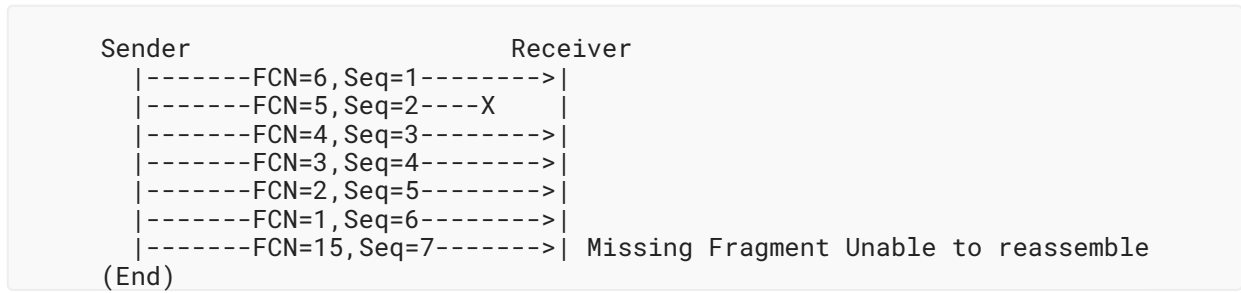 Sender                         Receiver
  |-------FCN=6,Seq=1-------->|
  |-------FCN=5,Seq=2----X    |
  |-------FCN=4,Seq=3-------->|
  |-------FCN=3,Seq=4-------->|
  |-------FCN=2,Seq=5-------->|
  |-------FCN=1,Seq=6-------->|
  |-------FCN=15,Seq=7------->| Missing Fragment Unable to reassemble
(End)